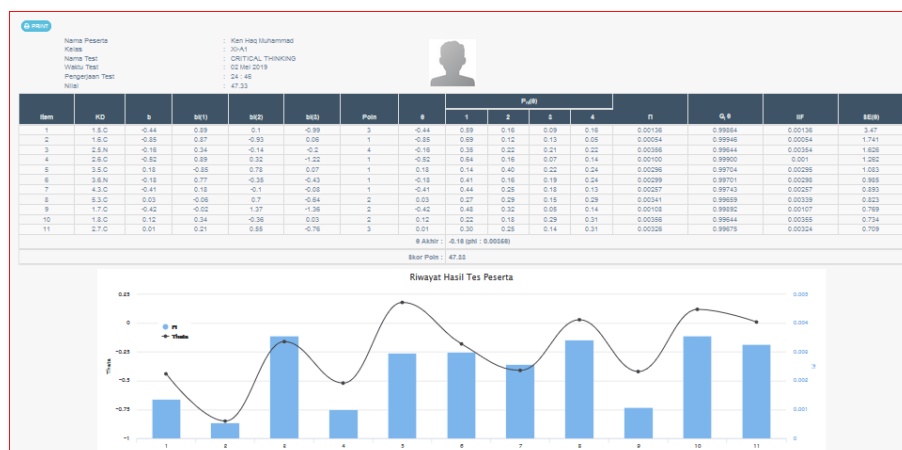 PRINT
Nama Peserta : Ken Haq Muhammad
Kelas : XI-A1
Nama Test : CRITICAL THINKING
Waktu Test : 02 Mei 2019
Pengerjaan Test : 24 : 46
Nilai : 47.33
Item KD b bi(1) bi(2) bi(3) Poin θ 1 2 3 4 IIF SE(θ)
1 1.5.C -0.44 0.89 0.1 -0.99 3 -0.44 0.59 0.16 0.09 0.16 0.00136 0.99864 0.00136 3.47
2 1.6.C -0.85 0.87 -0.93 0.06 1 -0.85 0.69 0.12 0.13 0.05 0.00054 0.99946 0.00054 1.741
3 2.5.N -0.16 0.34 -0.14 -0.2 4 -0.16 0.35 0.22 0.21 0.22 0.00356 0.99644 0.00354 1.626
4 2.6.C -0.52 0.89 0.32 -1.22 1 -0.52 0.64 0.16 0.07 0.14 0.00100 0.99900 0.001 1.262
5 3.5.C 0.18 -0.85 0.78 0.07 1 0.18 0.14 0.40 0.22 0.24 0.00296 0.99704 0.00295 1.083
6 3.6.N -0.18 0.77 -0.35 -0.43 1 -0.18 0.41 0.16 0.19 0.24 0.00299 0.99701 0.00298 0.968
7 4.3.C -0.41 0.18 -0.1 -0.08 1 -0.41 0.44 0.25 0.18 0.13 0.00257 0.99743 0.00257 0.893
8 5.3.C 0.03 -0.06 0.7 -0.64 2 0.03 0.27 0.29 0.15 0.29 0.00341 0.99659 0.00339 0.823
9 1.7.C -0.42 -0.02 1.37 -1.36 2 -0.42 0.48 0.32 0.05 0.14 0.00108 0.99892 0.00107 0.769
10 1.8.C 0.12 0.34 -0.36 0.03 2 0.12 0.22 0.18 0.29 0.31 0.00356 0.99644 0.00355 0.734
11 2.7.C 0.01 0.21 0.55 -0.76 3 0.01 0.30 0.25 0.14 0.31 0.00325 0.99675 0.00324 0.709
θ Akhir : -0.16 (phi : 0.00368)
Skor Poin : 47.33
Riwayat Hasil Tes Peserta
0.25 0.005
0 0.004
-0.25 0.003
-0.5 0.002
-0.75 0.001
-1 0
Theta
Fi
Theta
1 2 3 4 5 6 7 8 9 10 11